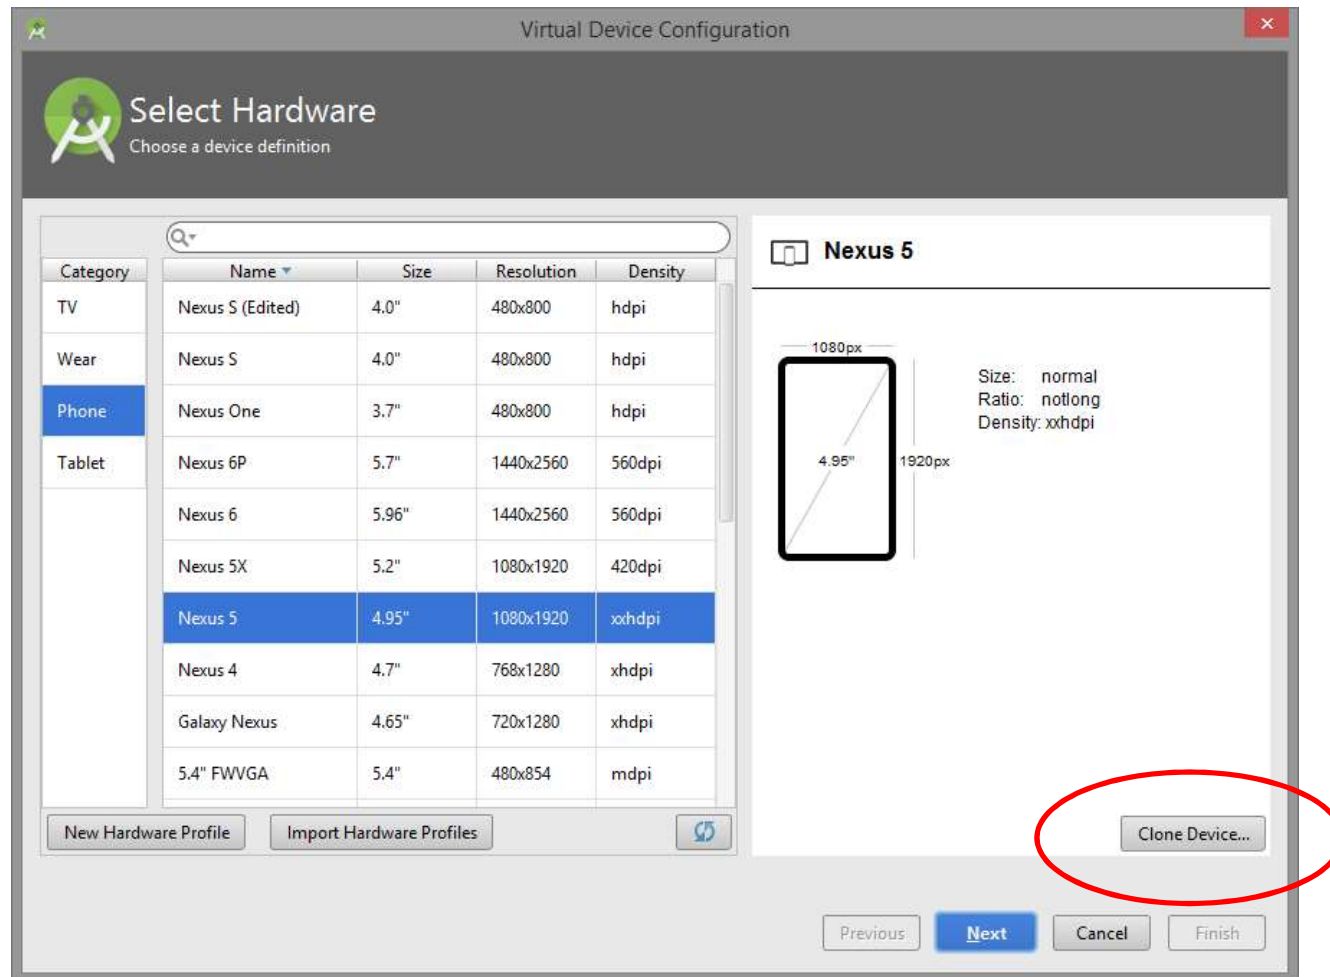 Virtual Device Configuration
Select Hardware
Choose a device definition
Category Name Size Resolution Density
TV
Wear
Phone
Tablet
Nexus S (Edited) 4.0" 480x800 hdpi
Nexus S 4.0" 480x800 hdpi
Nexus One 3.7" 480x800 hdpi
Nexus 6P 5.7" 1440x2560 560dpi
Nexus 6 5.96" 1440x2560 560dpi
Nexus 5X 5.2" 1080x1920 420dpi
Nexus 5 4.95" 1080x1920 xxhdpi
Nexus 4 4.7" 768x1280 xhdpi
Galaxy Nexus 4.65" 720x1280 xhdpi
5.4" FWVGA 5.4" 480x854 mdpi
New Hardware Profile Import Hardware Profiles
Nexus 5
1080px
4.95"
1920px
Size: normal
Ratio: notlong
Density: xxhdpi
Clone Device...
Previous Next Cancel Finish